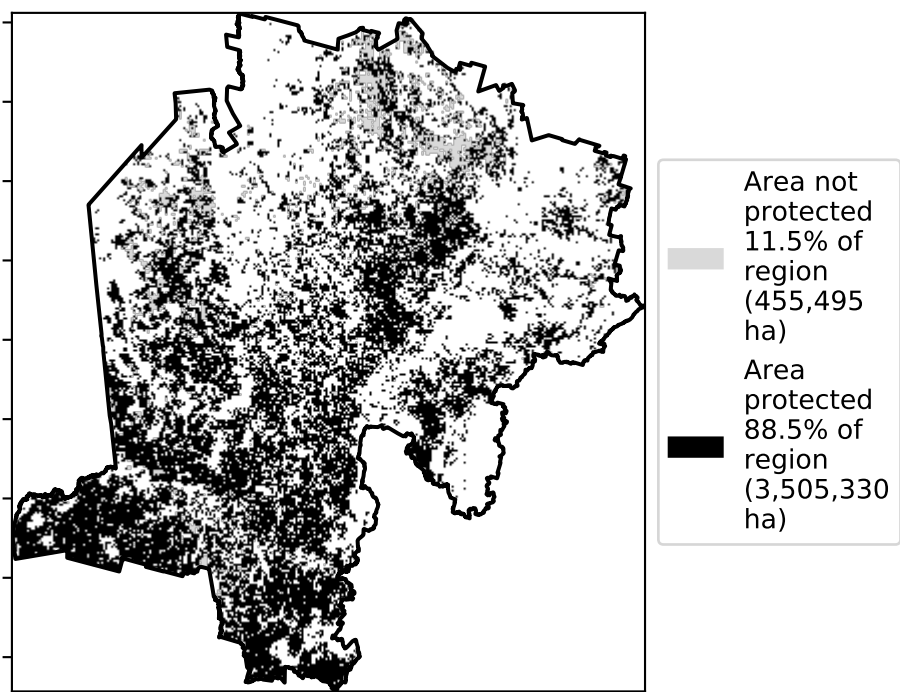 Area not
protected
11.5% of
region
(455,495
ha)
Area
protected
88.5% of
region
(3,505,330
ha)